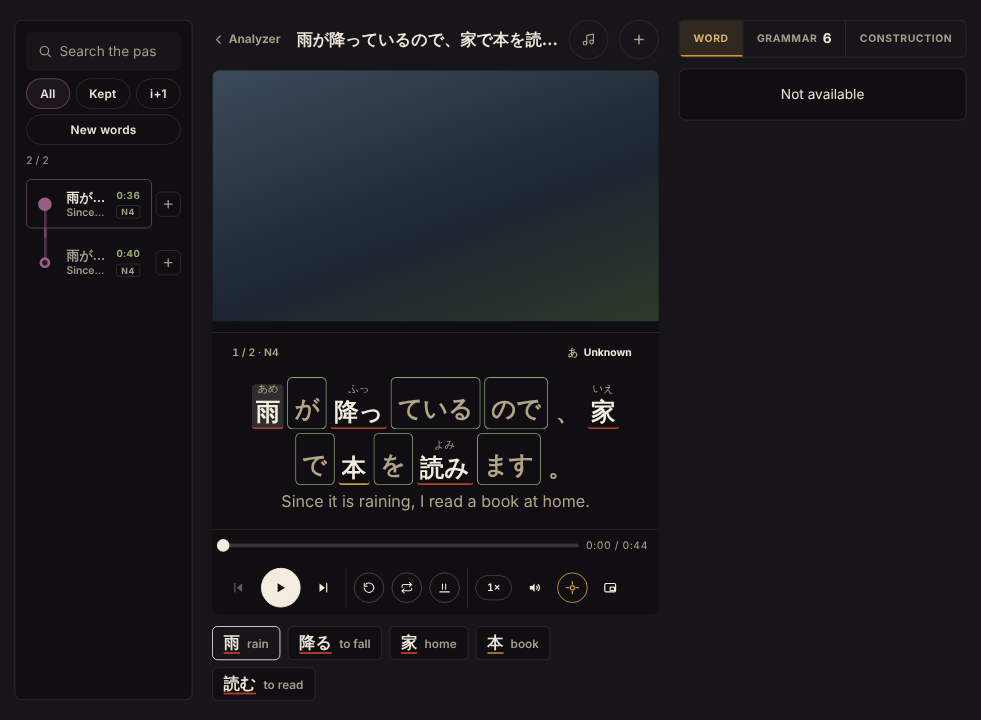 Search the pas
All Kept i+1
New words
2 / 2
雨が… 0:36
Since… N4
雨が… 0:40
Since… N4
Analyzer 雨が降っているので、家で本を読…
1 / 2 · N4 あ Unknown
あめ ふっ いえ
雨が降っているので、家
よみ
で本を読みます。
Since it is raining, I read a book at home.
0:00 / 0:44
1×
雨 rain 降る to fall 家 home 本 book
読む to read
WORD GRAMMAR 6 CONSTRUCTION
Not available